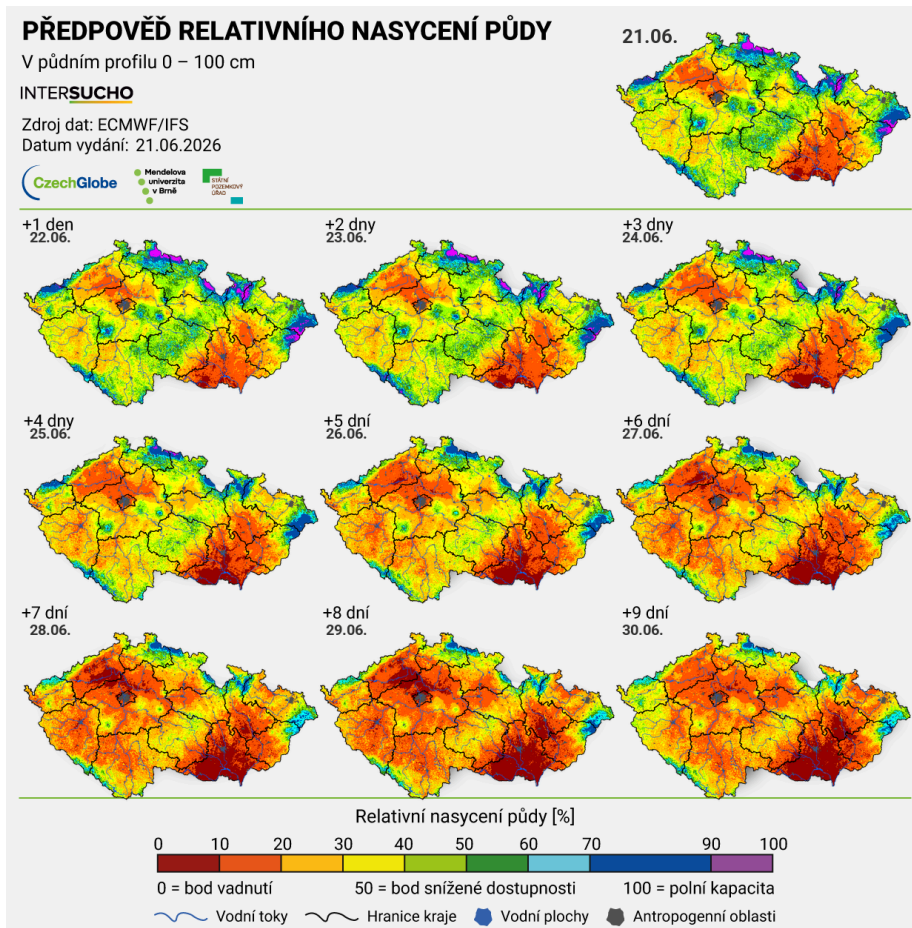 PŘEDPOVĚĎ RELATIVNÍHO NASYCENÍ PŮDY
V půdním profilu 0 – 100 cm
INTERSUCHO
Zdroj dat: ECMWF/IFS
Datum vydání: 21.06.2026
CzechGlobe
Mendelova
univerzita
v Brně
STÁTNÍ
POZEMKOVÝ
ÚŘAD
21.06.
+1 den
22.06.
+2 dny
23.06.
+3 dny
24.06.
+4 dny
25.06.
+5 dní
26.06.
+6 dní
27.06.
+7 dní
28.06.
+8 dní
29.06.
+9 dní
30.06.
Relativní nasycení půdy [%]
0 10 20 30 40 50 60 70 90 100
0 = bod vadnutí 50 = bod snížené dostupnosti 100 = polní kapacita
Vodní toky Hranice kraje Vodní plochy Antropogenní oblasti